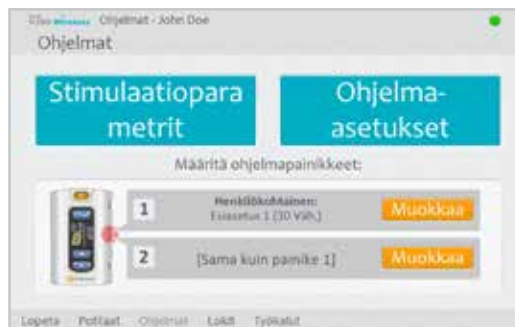 Ohjelmat - John Doe
Ohjelmat
Stimulaatiopara
metrit
Ohjelma-
asetukset
Määritä ohjelmapainikkeet:
1
Henkilökohtainen:
Esiasetus 1 (30 Väh.)
Muokkaa
2
[Sama kuin painike 1]
Muokkaa
Lopeta Potilaat Ohjelmat Lokit Työkalut